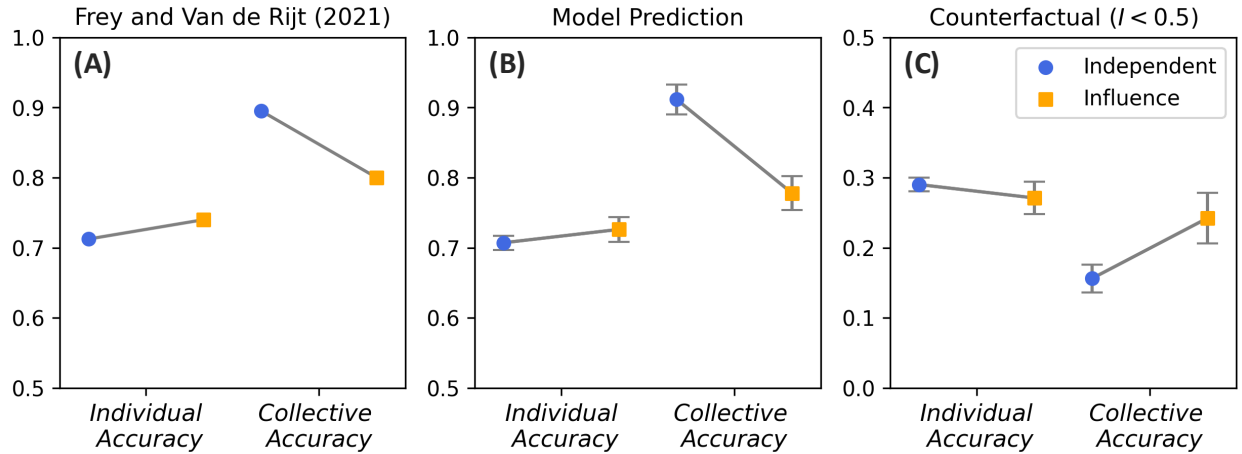 Frey and Van de Rijt (2021)
(A)
1.0
0.9
0.8
0.7
0.6
0.5
Individual
Accuracy
Collective
Accuracy
Model Prediction
(B)
1.0
0.9
0.8
0.7
0.6
0.5
Individual
Accuracy
Collective
Accuracy
Counterfactual (I < 0.5)
(C)
Independent
Influence
0.5
0.4
0.3
0.2
0.1
0.0
Individual
Accuracy
Collective
Accuracy